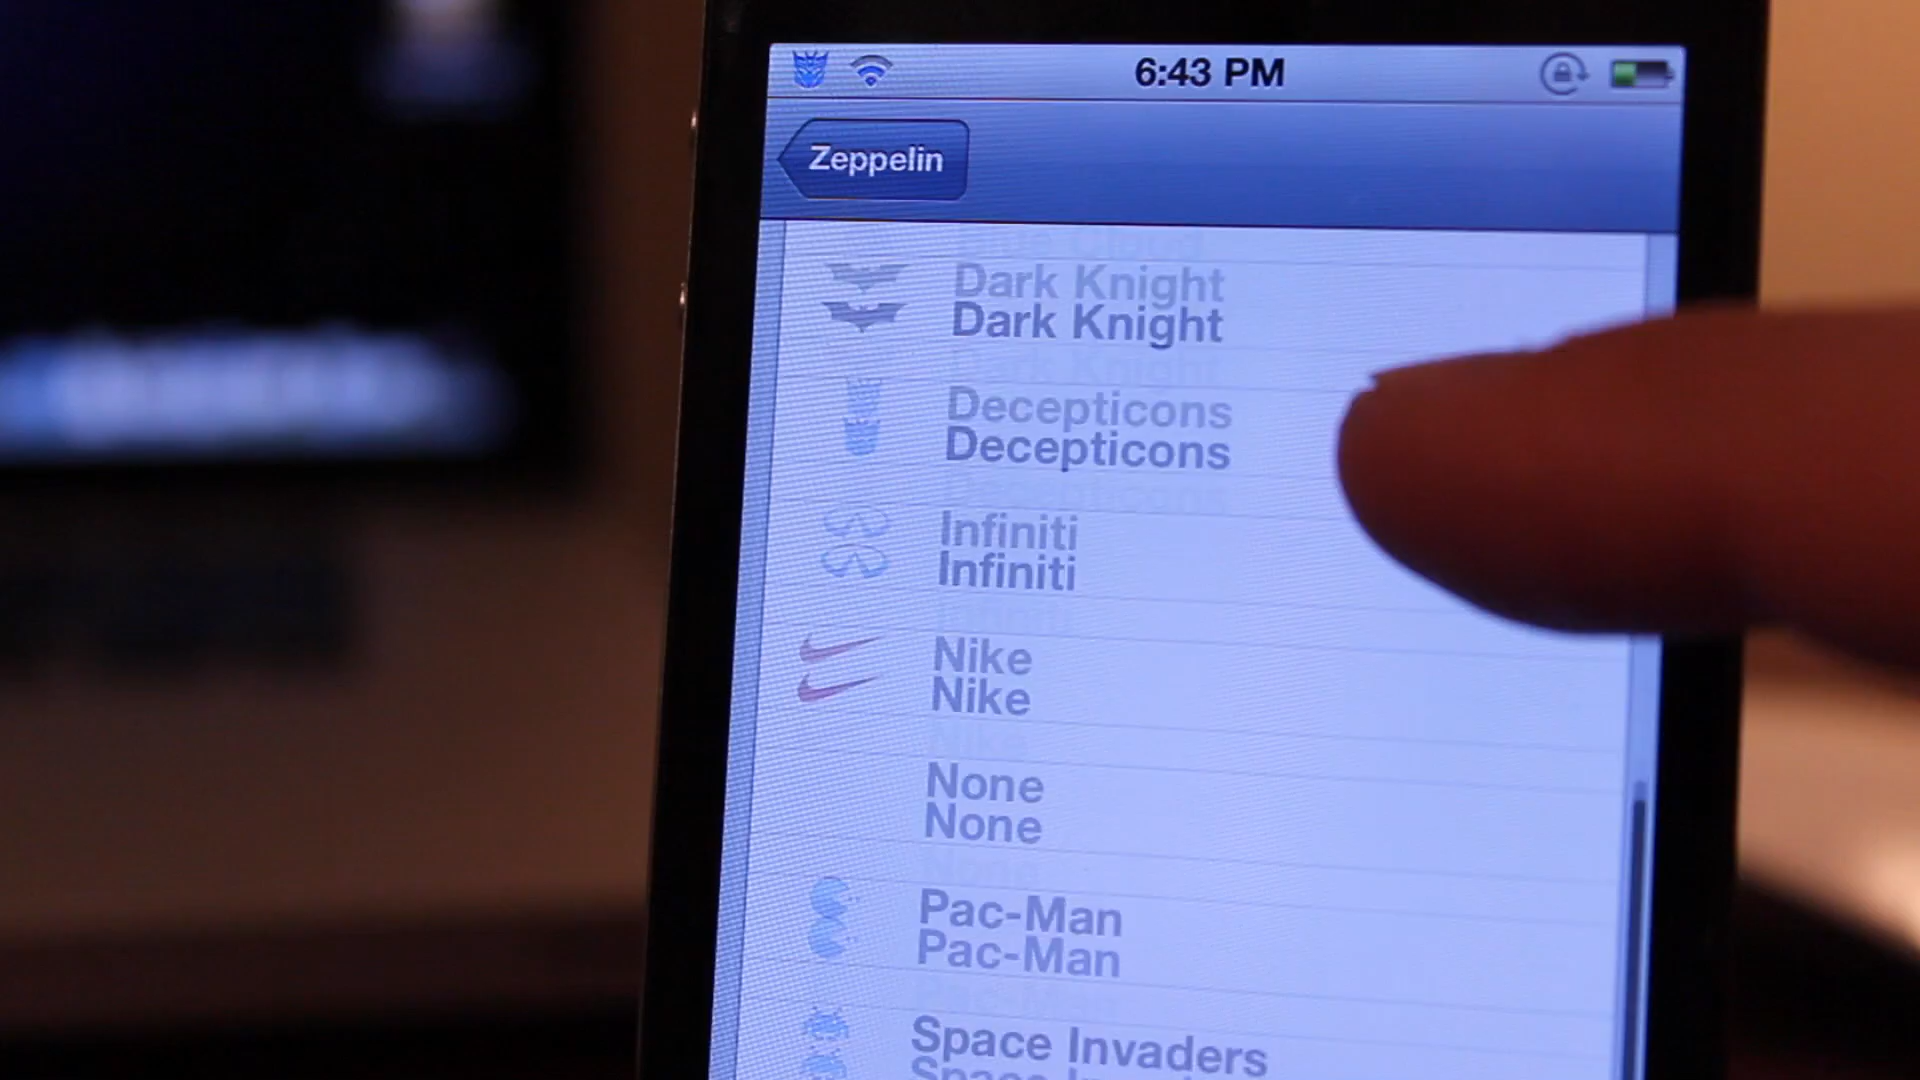 6:43 PM
Zeppelin
Dark Knight
Dark Knight
Decepticons
Decepticons
Infiniti
Infiniti
Nike
Nike
None
None
Pac-Man
Pac-Man
Space Invaders